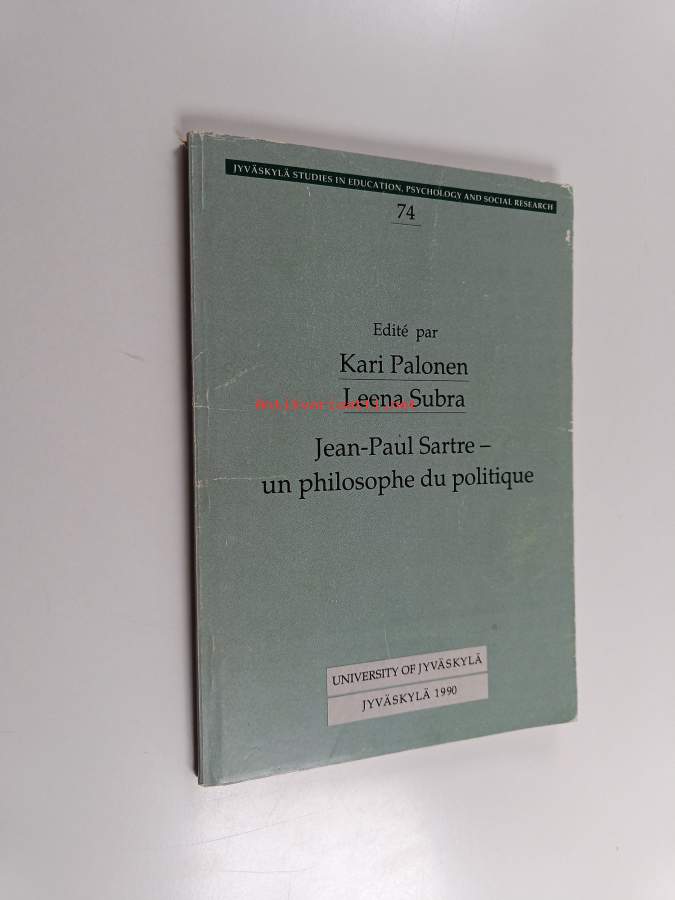 JYVÄSKYLÄ STUDIES IN EDUCATION, PSYCHOLOGY AND SOCIAL RESEARCH
74
Edité par
Kari Palonen
Leena Subra
Jean-Paul Sartre –
un philosophe du politique
UNIVERSITY OF JYVÄSKYLÄ
JYVÄSKYLÄ 1990